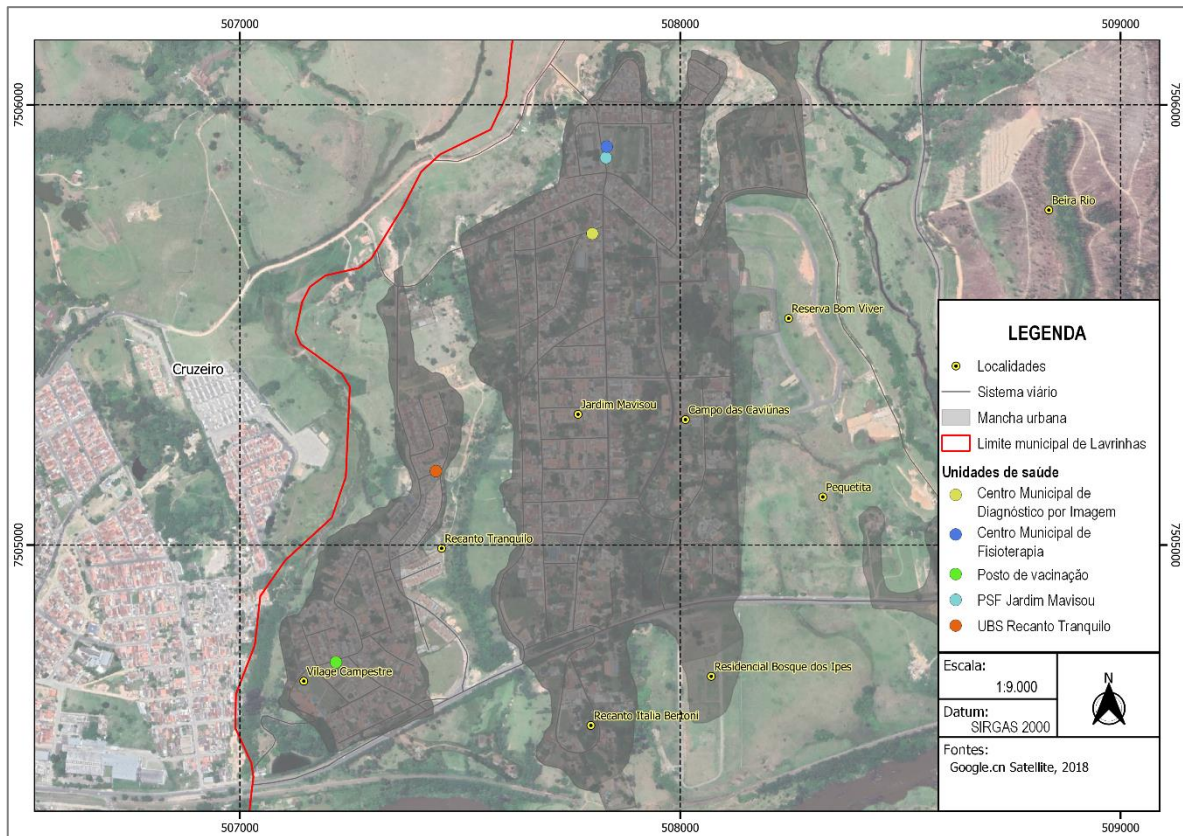 507000
508000
509000
7506000
7506000
Beira Rio
Reserva Bom Viver
Cruzeiro
Jardim Mavisou
Campo das Caviúnas
Pequetita
Recanto Tranquilo
7505000
7505000
Vilage Campestre
Residencial Bosque dos Ipes
Recanto Italia Bertoni
LEGENDA
Localidades
Sistema viário
Mancha urbana
Limite municipal de Lavrinhas
Unidades de saúde
Centro Municipal de
Diagnóstico por Imagem
Centro Municipal de
Fisioterapia
Posto de vacinação
PSF Jardim Mavisou
UBS Recanto Tranquilo
Escala:
1:9.000
N
Datum:
SIRGAS 2000
Fontes:
Google.cn Satellite, 2018
507000
508000
509000